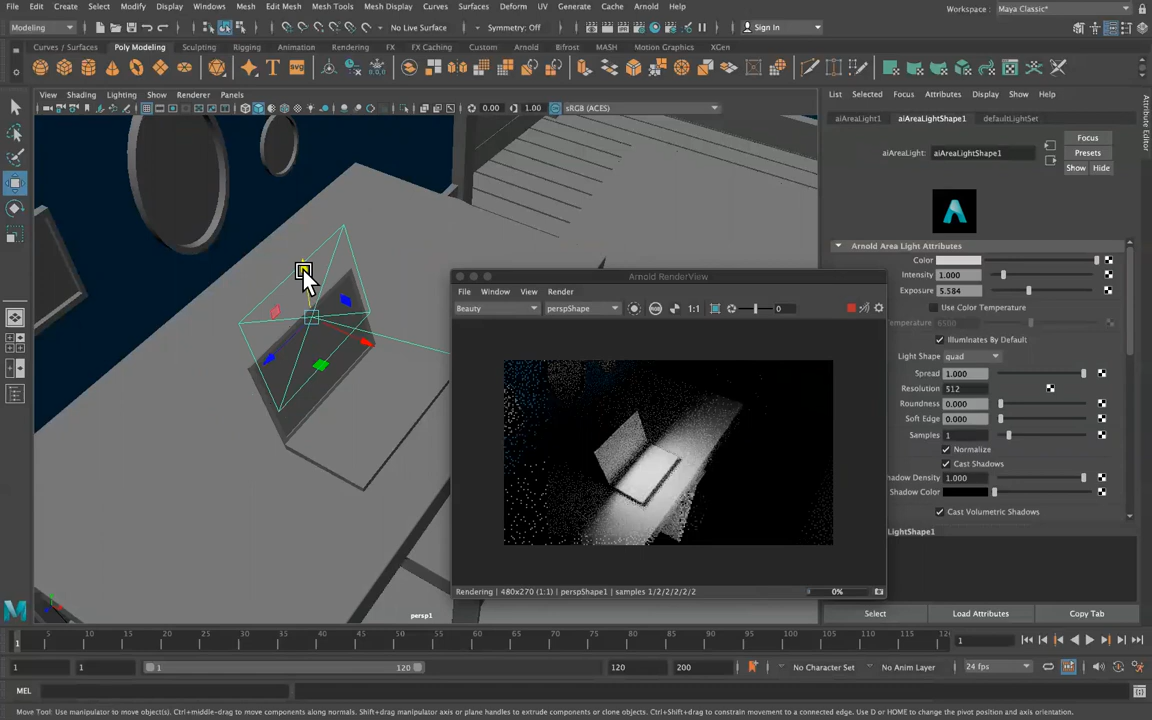 File Edit Create Select Modify Display Windows Mesh Edit Mesh Mesh Tools Mesh Display Curves Surfaces Deform UV Generate Cache Arnold Help
Workspace: Maya Classic*
Modeling
No Live Surface
Symmetry: Off
Sign In
Curves / Surfaces Poly Modeling Sculpting Rigging Animation Rendering FX FX Caching Custom Arnold Bifrost MASH Motion Graphics XGen
SVG
View Shading Lighting Show Renderer Panels
0.00 1.00 sRGB (ACES)
List Selected Focus Attributes Display Show Help
aiAreaLight1 aiAreaLightShape1 defaultLightSet
Attribute Editor
Focus
aiAreaLight: aiAreaLightShape1
Presets
Show Hide
Arnold Area Light Attributes
Color
Intensity 1.000
Exposure 5.584
Use Color Temperature
Temperature 6500
Illuminates By Default
Light Shape quad
Spread 1.000
Resolution 512
Roundness 0.000
Soft Edge 0.000
Samples 1
Normalize
Cast Shadows
Shadow Density 1.000
Shadow Color
Cast Volumetric Shadows
LightShape1
Select Load Attributes Copy Tab
Arnold RenderView
File Window View Render
Beauty perspShape 1:1 0
Rendering | 480x270 (1:1) | perspShape1 | samples 1/2/2/2/2/2
0%
persp1
5 10 15 20 25 30 35 40 45 50 55 60 65 70 75 80 85 90 95 100 105 110 115
1
1 1 1 120 120 200
No Character Set No Anim Layer 24 fps
MEL
Move Tool: Use manipulator to move object(s). Ctrl+middle-drag to move components along normals. Shift+drag manipulator axis or plane handles to extrude components or clone objects. Ctrl+Shift+drag to constrain movement to a connected edge. Use D or HOME to change the pivot position and axis orientation.